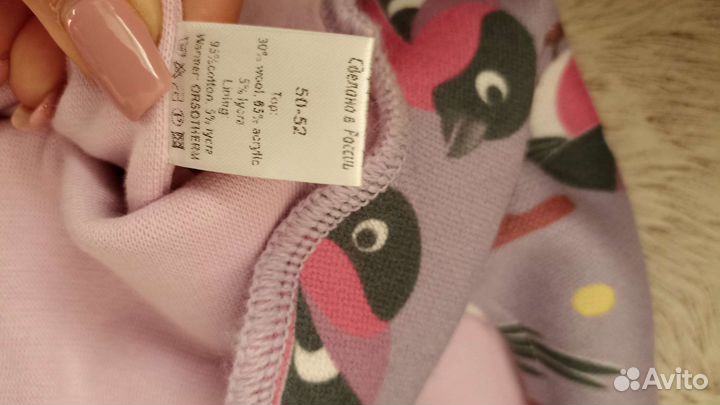 Сделано в России
50-52
Top:
30% wool, 65% acrylic
5% lycra
Lining
95% cotton 5% lycra
Warmer ORSOTHERM
Avito